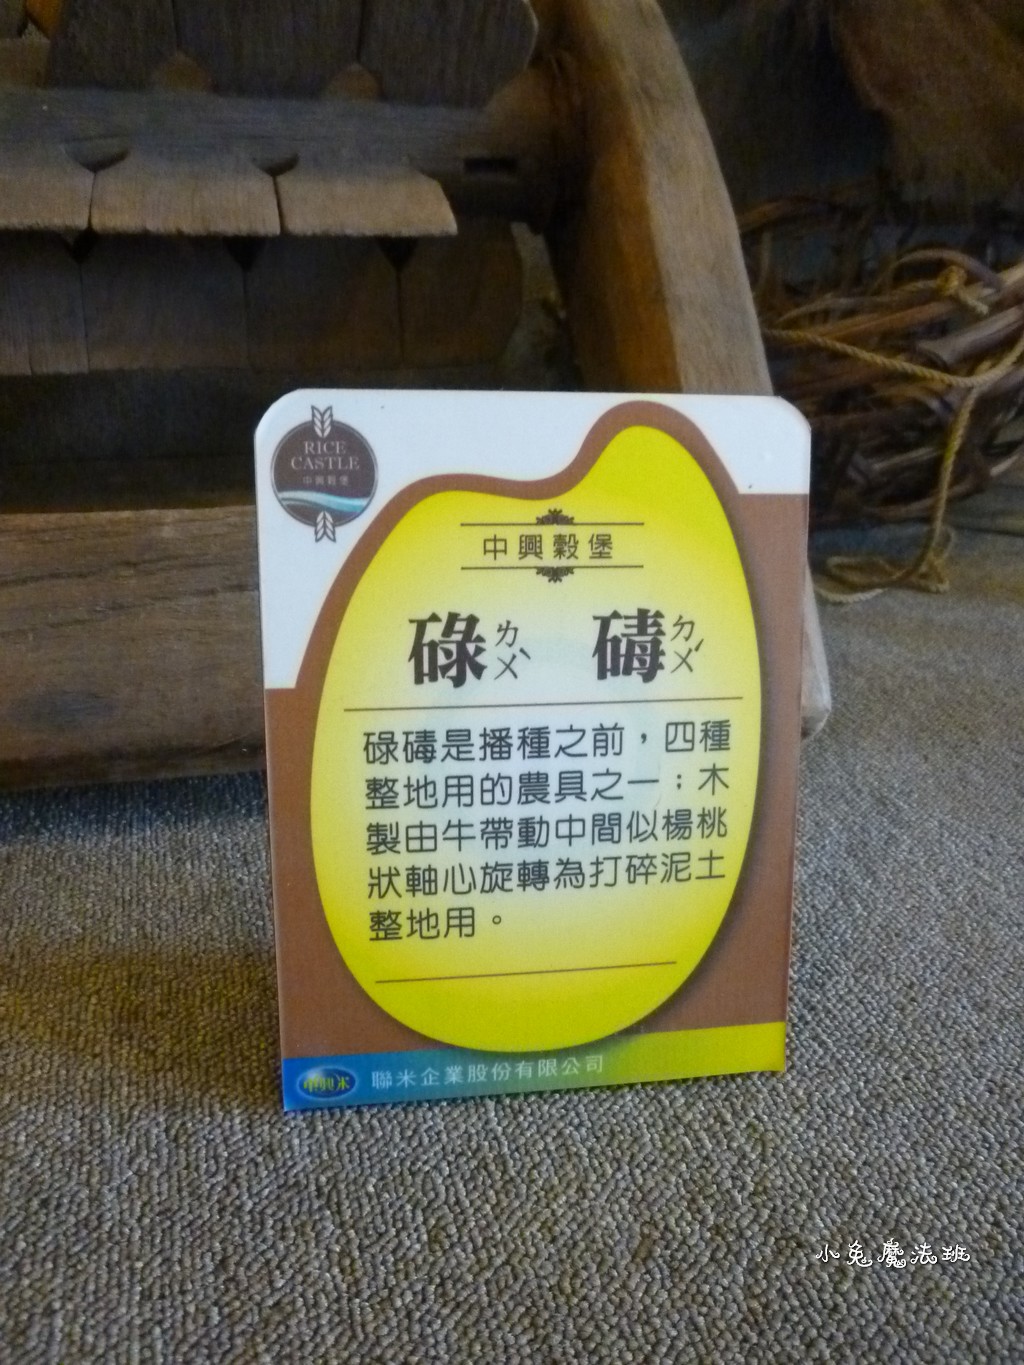 RICE
CASTLE
中興穀堡
中興穀堡
碌ㄌㄨˋ 碡ㄉㄨˊ
碌碡是播種之前，四種
整地用的農具之一；木
製由牛帶動中間似楊桃
狀軸心旋轉為打碎泥土
整地用。
中興米 聯米企業股份有限公司
小兔魔法班